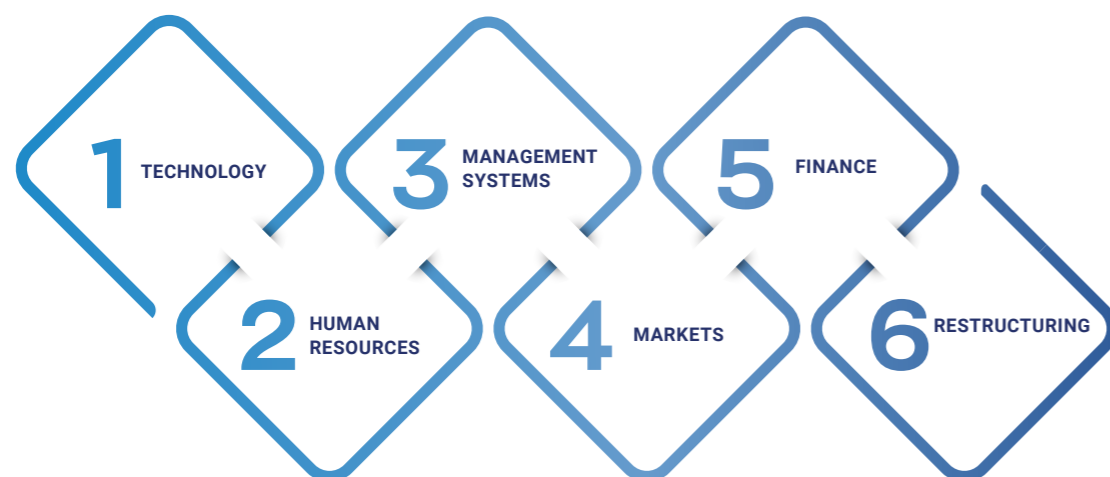 1 TECHNOLOGY
2 HUMAN
RESOURCES
3 MANAGEMENT
SYSTEMS
4 MARKETS
5 FINANCE
6 RESTRUCTURING